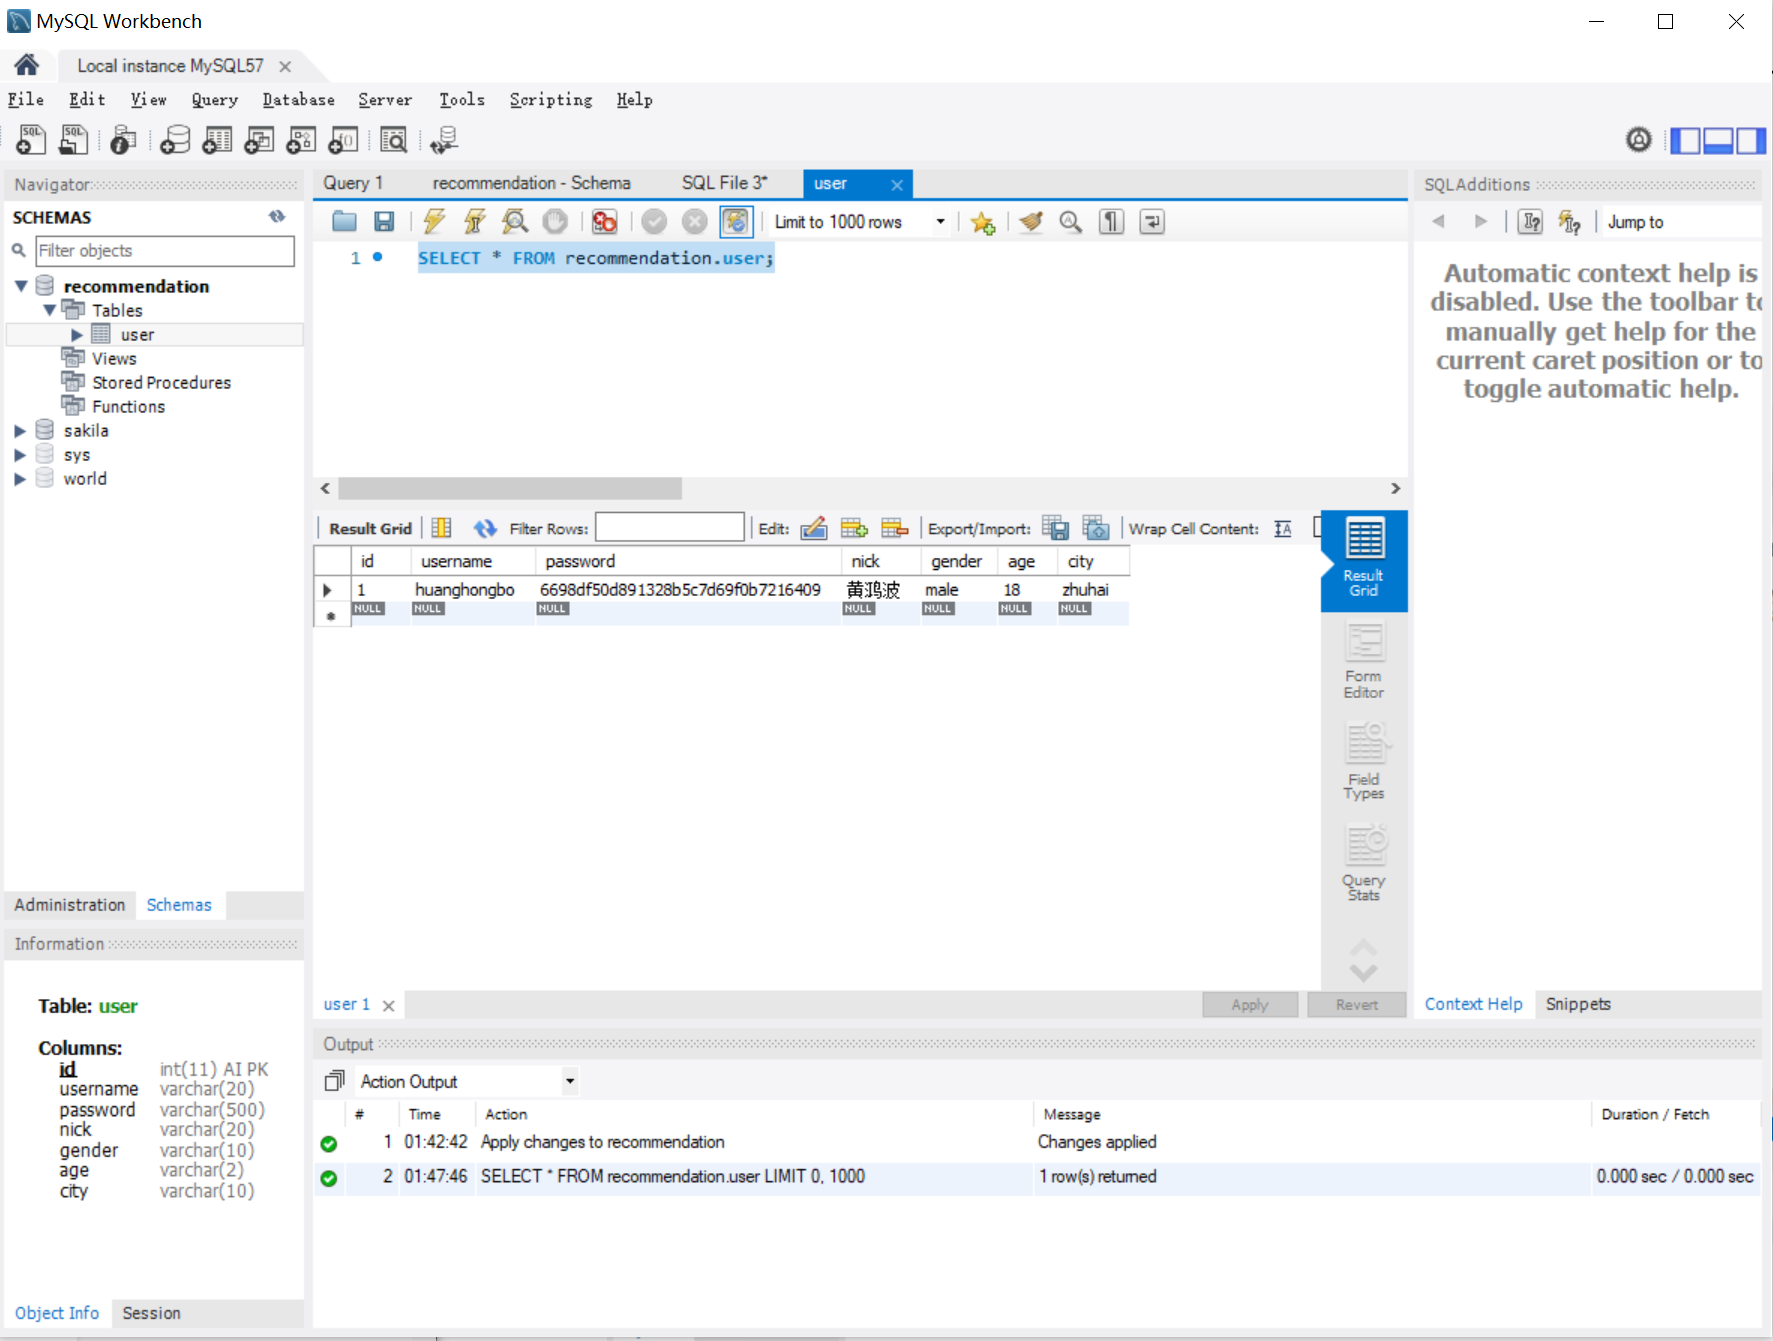 MySQL Workbench
Local instance MySQL57
File Edit View Query Database Server Tools Scripting Help
Navigator
SCHEMAS
Filter objects
recommendation
Tables
user
Views
Stored Procedures
Functions
sakila
sys
world
Administration Schemas
Information
Table: user
Columns:
id int(11) AI PK
username varchar(20)
password varchar(500)
nick varchar(20)
gender varchar(10)
age varchar(2)
city varchar(10)
Object Info Session
Query 1 recommendation - Schema SQL File 3* user
Limit to 1000 rows
1 SELECT * FROM recommendation.user;
Result Grid Filter Rows: Edit: Export/Import: Wrap Cell Content:
id username password nick gender age city
1 huanghongbo 6698df50d891328b5c7d69f0b7216409 黄鸿波 male 18 zhuhai
NULL NULL NULL NULL NULL NULL NULL
Result
Grid
Form
Editor
Field
Types
Query
Stats
user 1
Apply Revert
SQLAdditions
Jump to
Automatic context help is
disabled. Use the toolbar to
manually get help for the
current caret position or to
toggle automatic help.
Context Help Snippets
Output
Action Output
# Time Action Message Duration / Fetch
1 01:42:42 Apply changes to recommendation Changes applied
2 01:47:46 SELECT * FROM recommendation.user LIMIT 0, 1000 1 row(s) returned 0.000 sec / 0.000 sec